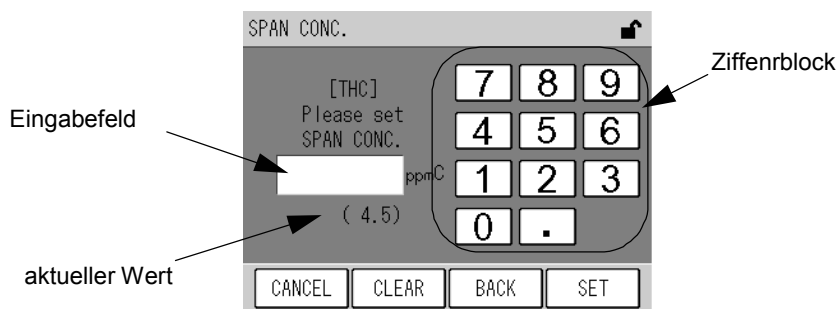 SPAN CONC.
Ziffenrblock
[THC]
Please set
SPAN CONC.
Eingabefeld
ppmC
( 4.5)
aktueller Wert
7 8 9
4 5 6
1 2 3
0 .
CANCEL CLEAR BACK SET